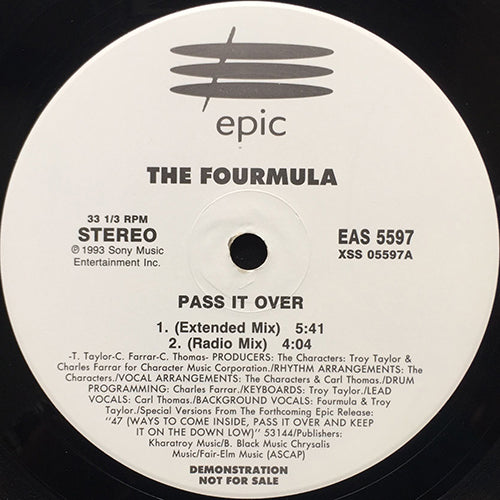 epic
THE FOURMULA
33 1/3 RPM
STEREO
℗ 1993 Sony Music
Entertainment Inc.
EAS 5597
XSS 05597A
PASS IT OVER
1. (Extended Mix) 5:41
2. (Radio Mix) 4:04
-T. Taylor-C. Farrar-C. Thomas- PRODUCERS: The Characters: Troy Taylor &
Charles Farrar for Character Music Corporation./RHYTHM ARRANGEMENTS: The
Characters./VOCAL ARRANGEMENTS: The Characters & Carl Thomas./DRUM
PROGRAMMING: Charles Farrar./KEYBOARDS: Troy Taylor./LEAD
VOCALS: Carl Thomas./BACKGROUND VOCALS: Fourmula & Troy
Taylor./Special Versions From The Forthcoming Epic Release:
"47 (WAYS TO COME INSIDE, PASS IT OVER AND KEEP
IT ON THE DOWN LOW)" 53144/Publishers:
Kharatroy Music/B. Black Music Chrysalis
Music/Fair-Elm Music (ASCAP)
DEMONSTRATION
NOT FOR SALE